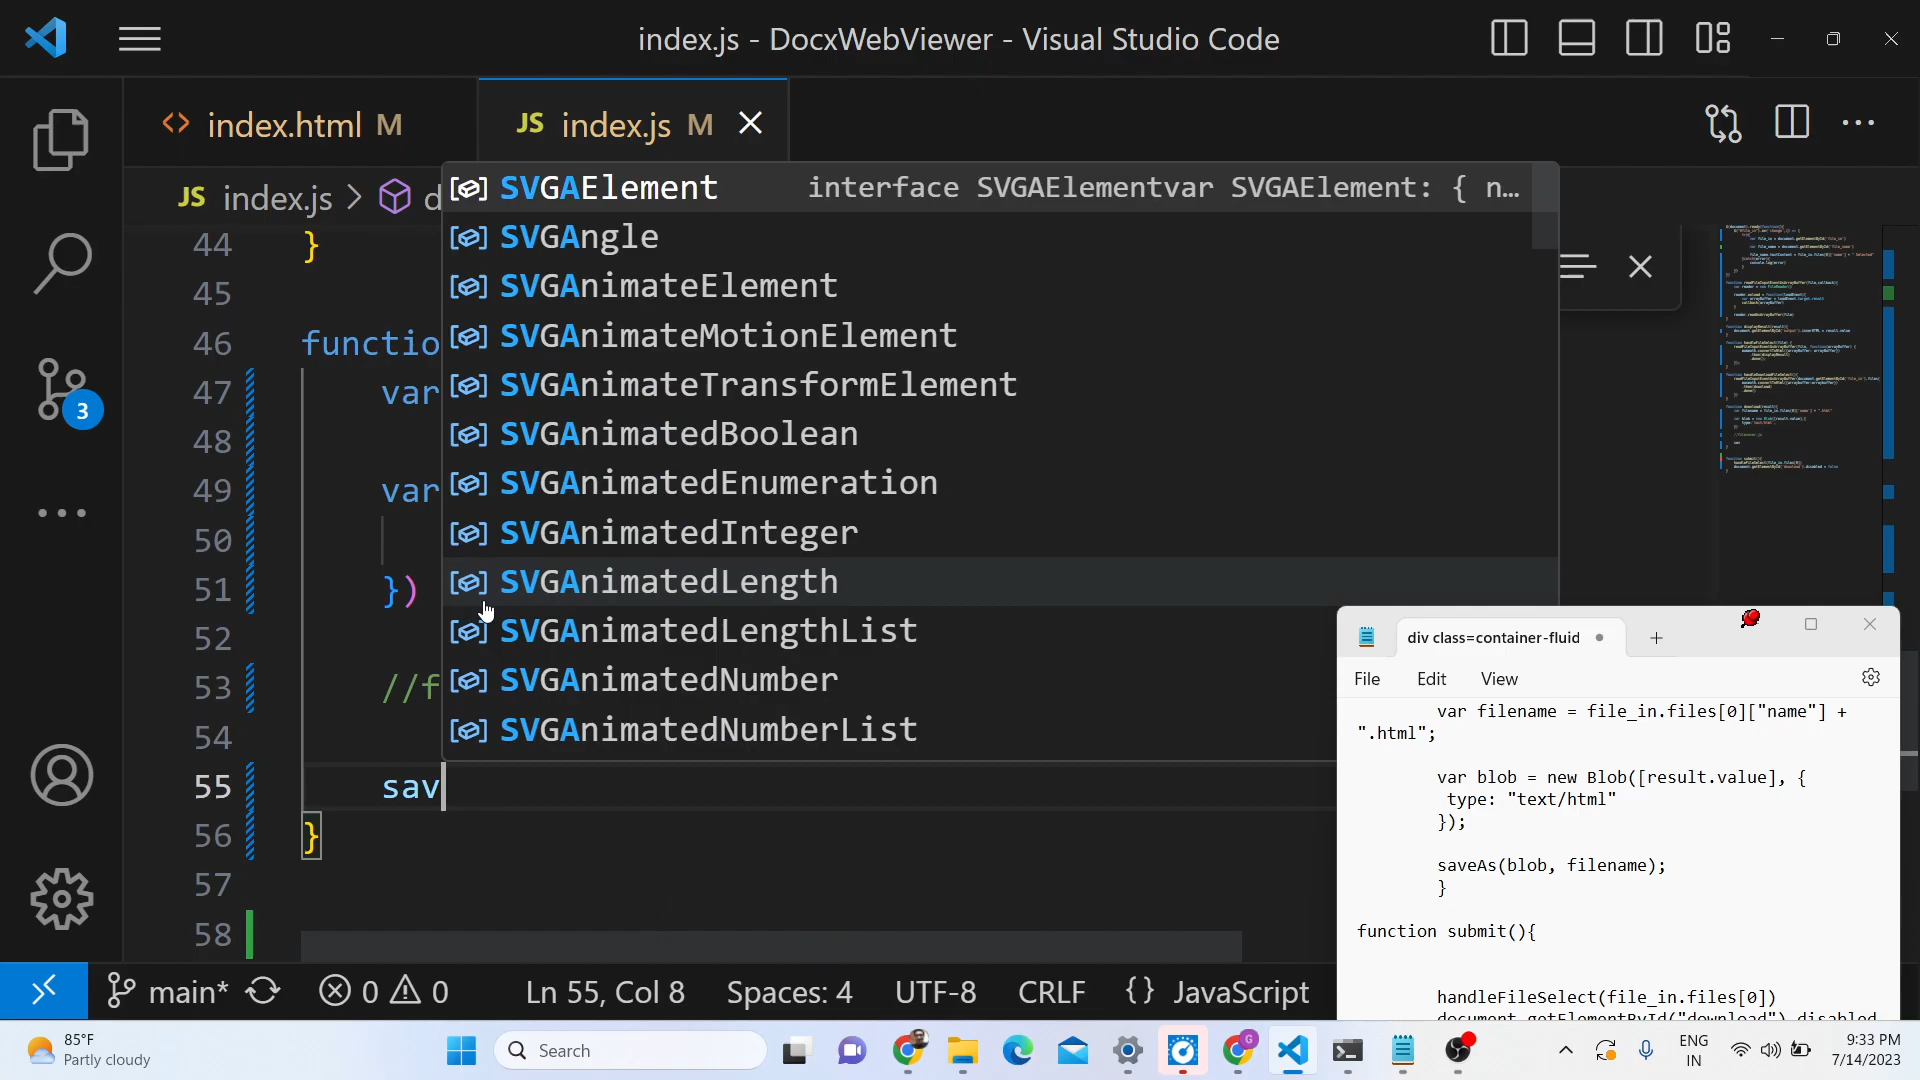 index.js - DocxWebViewer - Visual Studio Code
<> index.html M
JS index.js M
JS index.js > d
SVGAElement interface SVGAElementvar SVGAElement: { n…
SVGAngle
SVGAnimateElement
SVGAnimateMotionElement
SVGAnimateTransformElement
SVGAnimatedBoolean
SVGAnimatedEnumeration
SVGAnimatedInteger
SVGAnimatedLength
SVGAnimatedLengthList
SVGAnimatedNumber
SVGAnimatedNumberList
44 }
45
46 functio
47 var
48
49 var
50
51 })
52
53 //f
54
55 sav
56 }
57
58
3
div class=container-fluid
File Edit View
var filename = file_in.files[0]["name"] +
".html";
var blob = new Blob([result.value], {
type: "text/html"
});
saveAs(blob, filename);
}
function submit(){
handleFileSelect(file_in.files[0])
document.getElementById("download").disabled
main* 0 0 Ln 55, Col 8 Spaces: 4 UTF-8 CRLF {} JavaScript
85°F
Partly cloudy
Search
ENG
IN
9:33 PM
7/14/2023